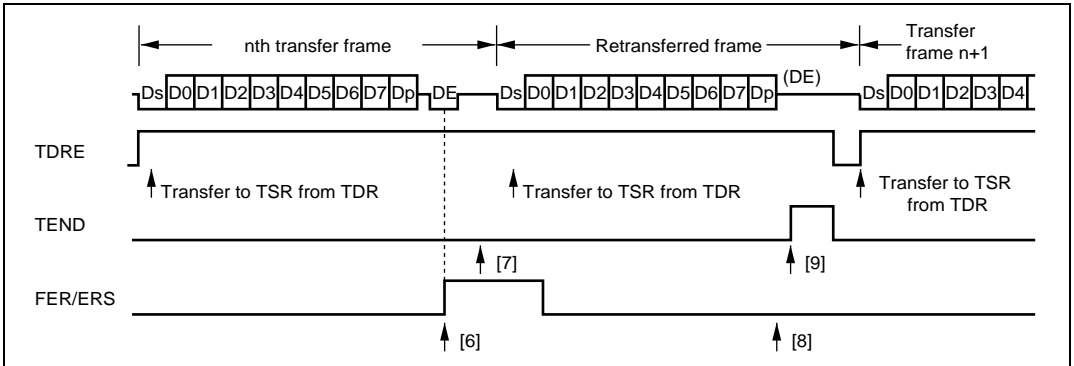 nth transfer frame
Retransferred frame
Transfer
frame n+1
Ds D0 D1 D2 D3 D4 D5 D6 D7 Dp DE Ds D0 D1 D2 D3 D4 D5 D6 D7 Dp (DE) Ds D0 D1 D2 D3 D4
TDRE
Transfer to TSR from TDR
Transfer to TSR from TDR
Transfer to TSR
from TDR
TEND
[7]
[9]
FER/ERS
[6]
[8]